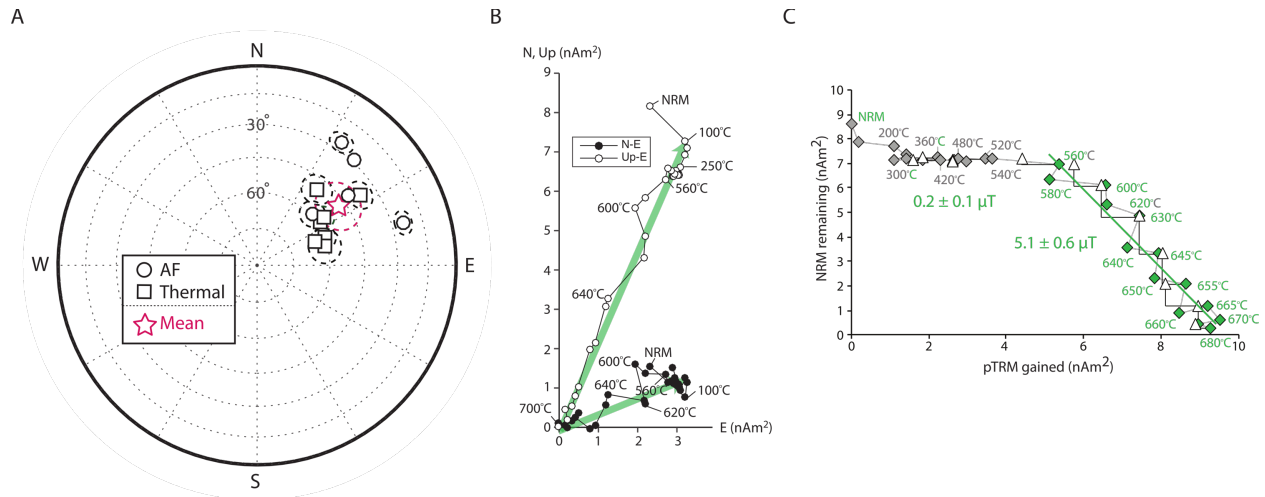 A
N
30°
60°
W
E
S
AF
Thermal
Mean
B
N, Up (nAm²)
9
8
7
6
5
4
3
2
1
0
0
1
2
3
E (nAm²)
N-E
Up-E
NRM
100°C
250°C
560°C
600°C
640°C
NRM
600°C
560°C
100°C
640°C
620°C
700°C
C
NRM remaining (nAm²)
10
9
8
7
6
5
4
3
2
1
0
0
2
4
6
8
10
pTRM gained (nAm²)
NRM
200°C
360°C
480°C
520°C
300°C
420°C
540°C
560°C
580°C
600°C
620°C
630°C
640°C
645°C
650°C
655°C
660°C
665°C
670°C
680°C
0.2 ± 0.1 μT
5.1 ± 0.6 μT